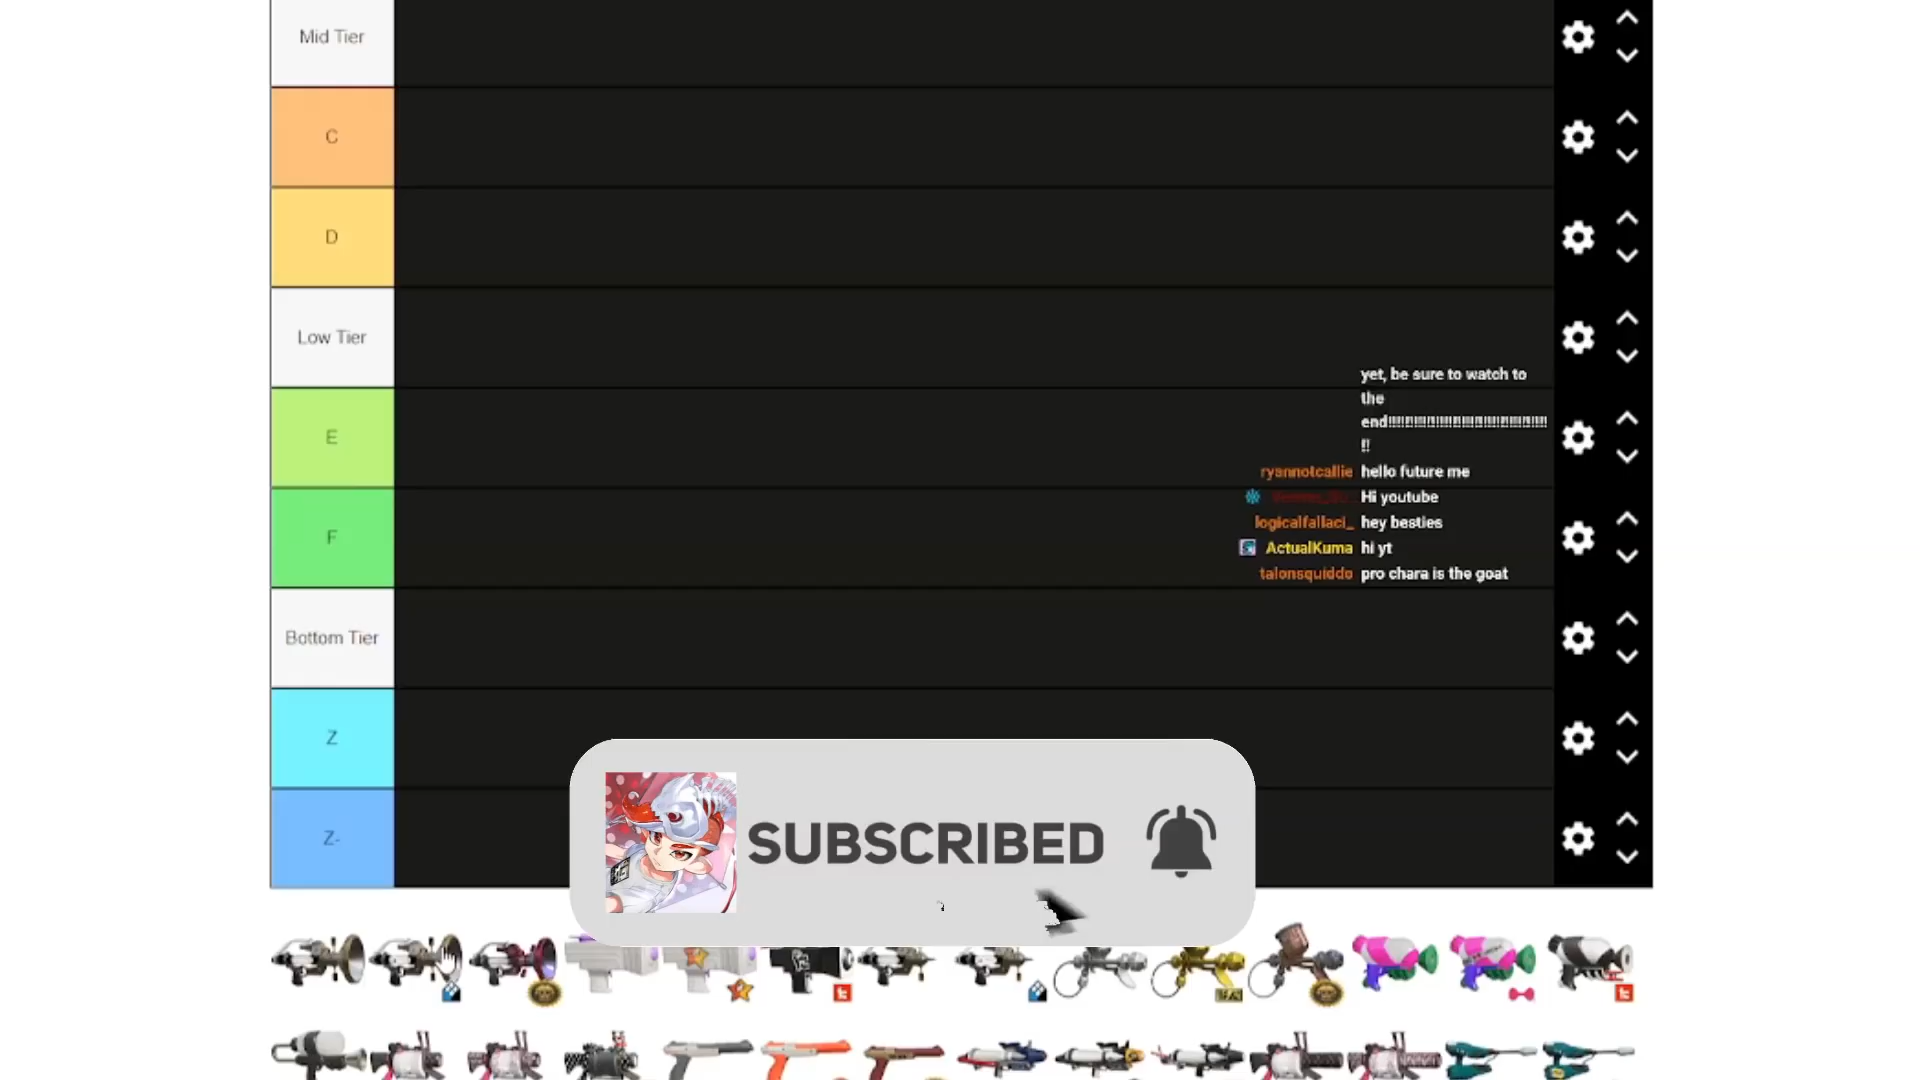 Mid Tier
C
D
Low Tier
yet, be sure to watch to
the
E
end!!!!!!!!!!!!!!!!!!!!!!!!!!!!!!!!!!!!!!
!!
ryannotcallie hello future me
Hi youtube
logicalfallaci_ hey besties
F
ActualKuma hi yt
talonsquiddo pro chara is the goat
Bottom Tier
Z
SUBSCRIBED
Z-